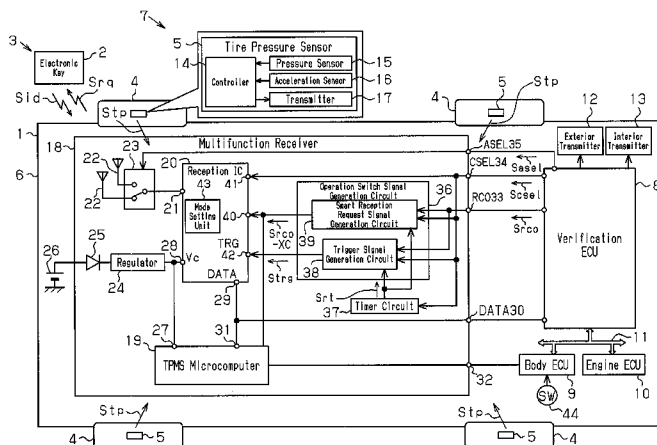 7
5
Tire Pressure Sensor
14
Controller
Pressure Sensor
15
Acceleration Sensor
16
Transmitter
17
3
Electronic Key
2
Sid
Srq
4
Stp
5
4
Stp
12
13
Exterior Transmitter
Interior Transmitter
1
6
18
Multifunction Receiver
ASEL35
Sasel
CSEL34
Scsel
RCO33
Srco
8
Verification ECU
23
22
22
21
20
Reception IC
43
Mode Setting Unit
41
40
TRG
42
Vc
DATA
29
28
Operation Switch Signal Generation Circuit
36
Smart Reception Request Signal Generation Circuit
39
Srco-XC
Trigger Signal Generation Circuit
38
Strg
Srt
Timer Circuit
37
26
25
Regulator
24
27
31
19
TPMS Microcomputer
DATA30
32
11
Body ECU
9
Engine ECU
10
SW
44
Stp
4
5
Stp
5
4